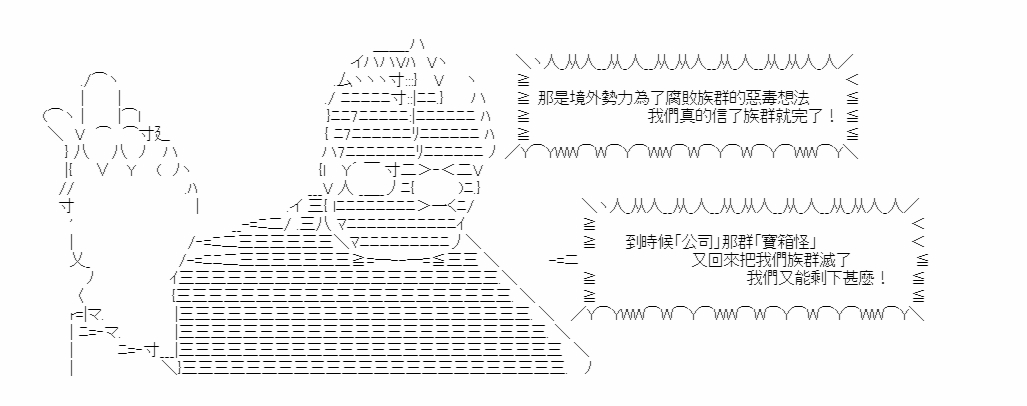 那是境外勢力為了腐敗族群的惡毒想法
我們真的信了族群就完了！
到時候「公司」那群「寶箱怪」
又回來把我們族群滅了
我們又能剩下甚麼！